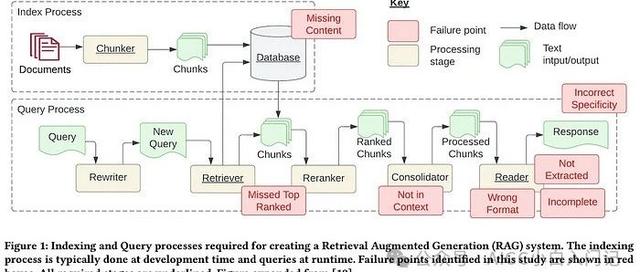 Key
Index Process
Missing
Content
Failure point
Data flow
Processing
stage
Text
intput/output
Documents
Chunker
Chunks
Database
Query Process
Incorrect
Specificity
Query
New
Query
Chunks
Ranked
Chunks
Processed
Chunks
Response
Rewriter
Retriever
Reranker
Consolidator
Reader
Not
Extracted
Missed Top
Ranked
Not in
Context
Wrong
Format
Incomplete
Figure 1: Indexing and Query processes required for creating a Retrieval Augmented Generation (RAG) system. The indexing
process is typically done at development time and queries at runtime. Failure points identified in this study are shown in red
boxes. All required stages are underlined. Figure expanded from [19]